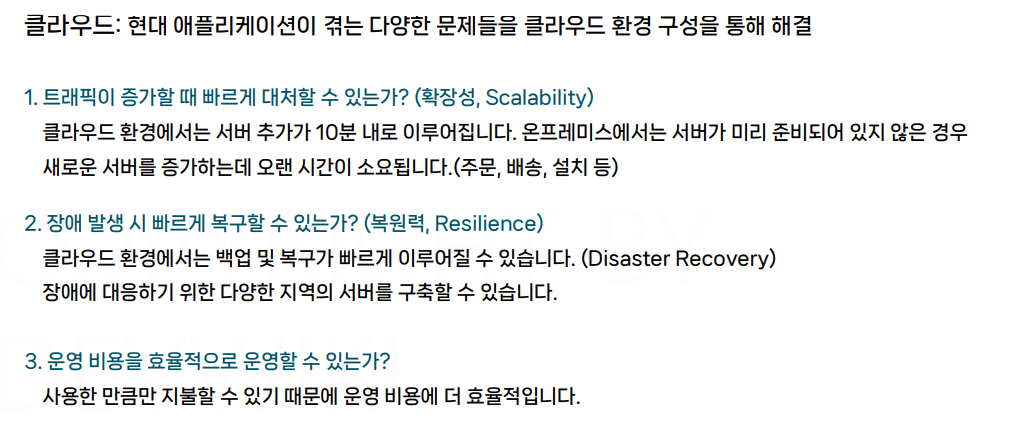 클라우드: 현대 애플리케이션이 겪는 다양한 문제들을 클라우드 환경 구성을 통해 해결
1. 트래픽이 증가할 때 빠르게 대처할 수 있는가? (확장성, Scalability)
클라우드 환경에서는 서버 추가가 10분 내로 이루어집니다. 온프레미스에서는 서버가 미리 준비되어 있지 않은 경우
새로운 서버를 증가하는데 오랜 시간이 소요됩니다.(주문, 배송, 설치 등)
2. 장애 발생 시 빠르게 복구할 수 있는가? (복원력, Resilience)
클라우드 환경에서는 백업 및 복구가 빠르게 이루어질 수 있습니다. (Disaster Recovery)
장애에 대응하기 위한 다양한 지역의 서버를 구축할 수 있습니다.
3. 운영 비용을 효율적으로 운영할 수 있는가?
사용한 만큼만 지불할 수 있기 때문에 운영 비용에 더 효율적입니다.